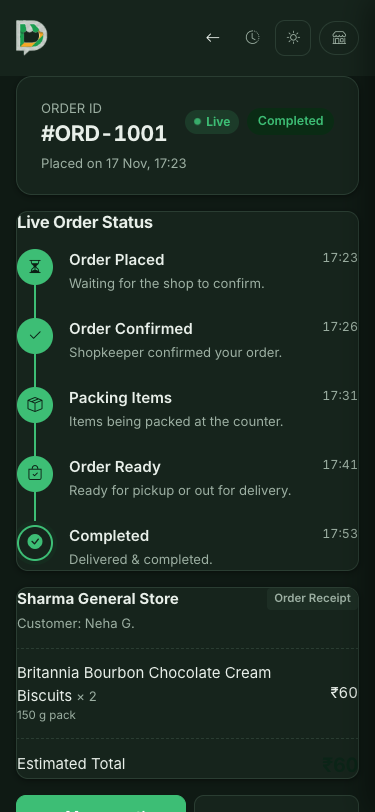 ORDER ID
#ORD-1001
Live
Completed
Placed on 17 Nov, 17:23
Live Order Status
Order Placed
17:23
Waiting for the shop to confirm.
Order Confirmed
17:26
Shopkeeper confirmed your order.
Packing Items
17:31
Items being packed at the counter.
Order Ready
17:41
Ready for pickup or out for delivery.
Completed
17:53
Delivered & completed.
Sharma General Store
Order Receipt
Customer: Neha G.
Britannia Bourbon Chocolate Cream
Biscuits × 2
₹60
150 g pack
Estimated Total
₹60